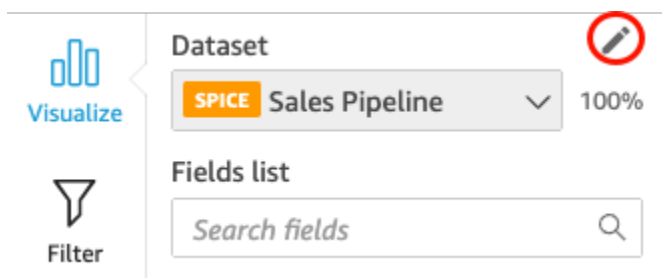 Dataset
SPICE Sales Pipeline
100%
Visualize
Fields list
Search fields
Filter